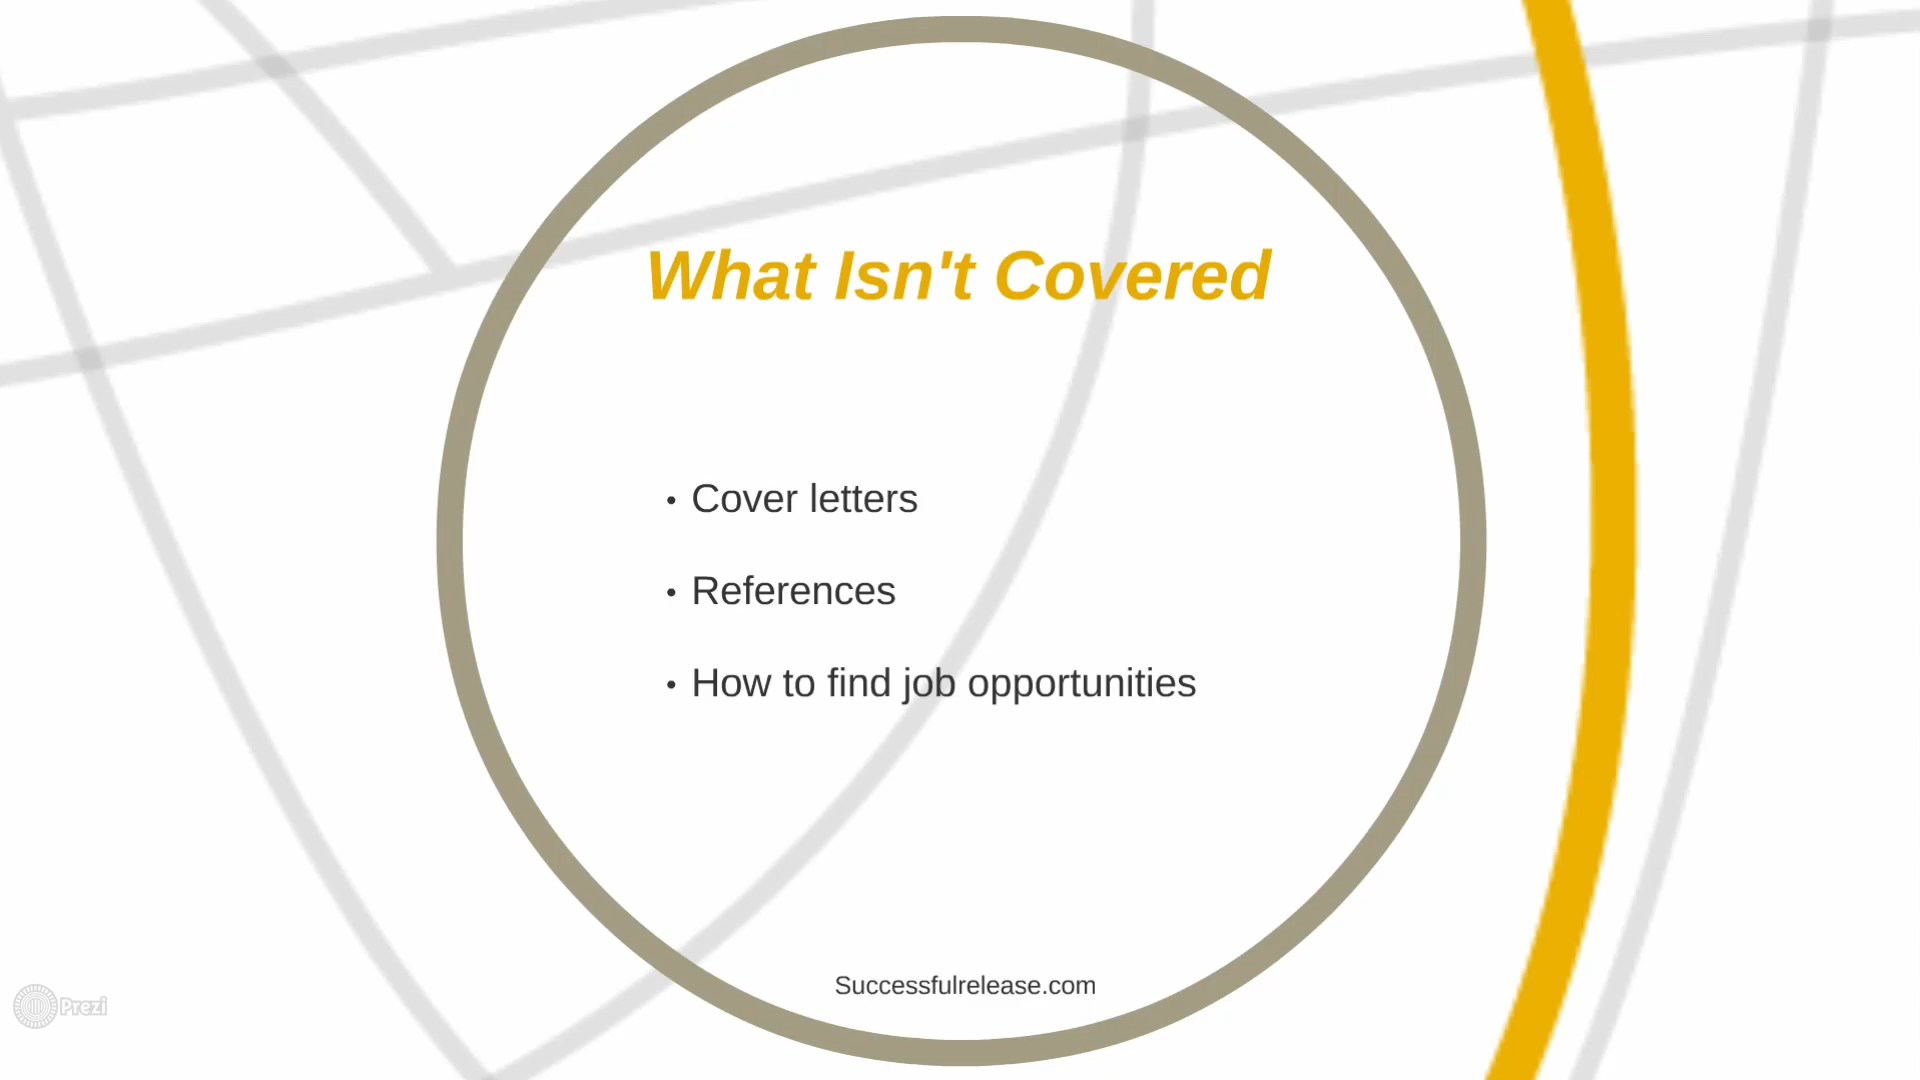 What Isn't Covered
• Cover letters
• References
• How to find job opportunities
Successfulrelease.com
Prezi